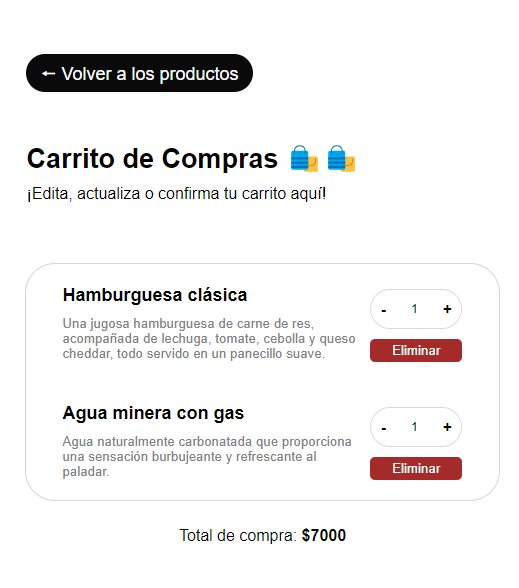 ← Volver a los productos
Carrito de Compras 🛍️ 🛍️
¡Edita, actualiza o confirma tu carrito aquí!
Hamburguesa clásica
Una jugosa hamburguesa de carne de res,
acompañada de lechuga, tomate, cebolla y queso
cheddar, todo servido en un panecillo suave.
- 1 +
Eliminar
Agua minera con gas
Agua naturalmente carbonatada que proporciona
una sensación burbujeante y refrescante al
paladar.
- 1 +
Eliminar
Total de compra: $7000